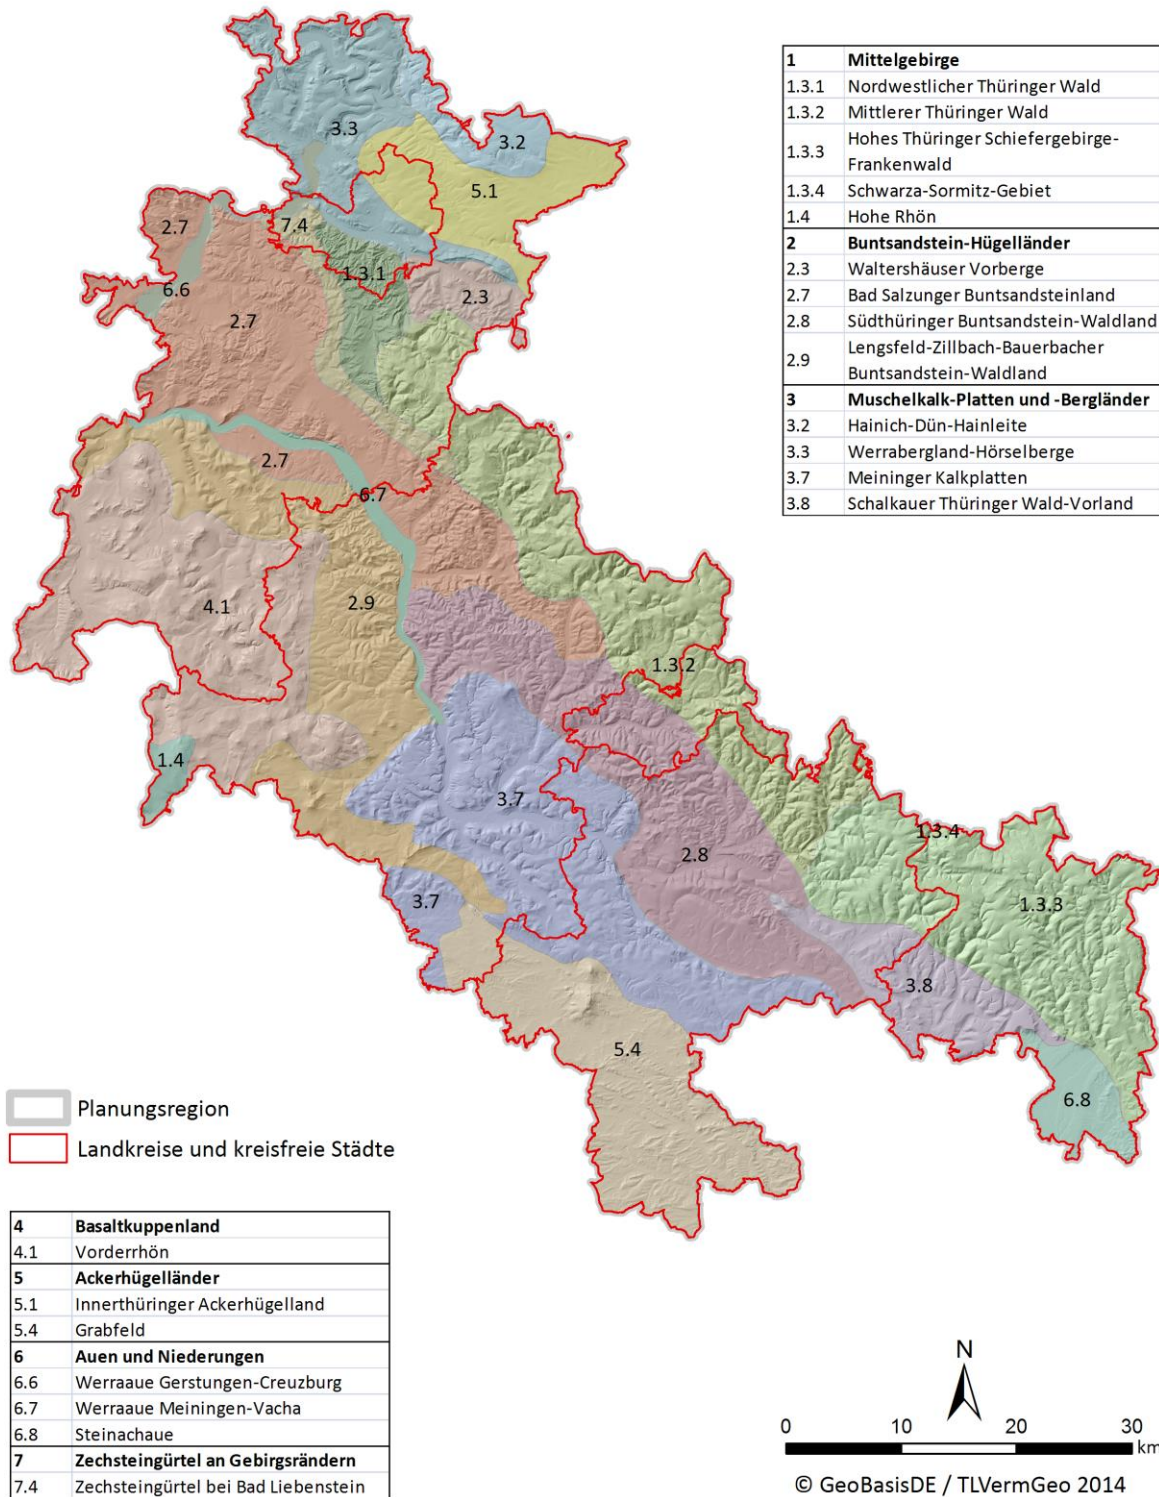 1 Mittelgebirge
1.3.1 Nordwestlicher Thüringer Wald
1.3.2 Mittlerer Thüringer Wald
1.3.3 Hohes Thüringer Schiefergebirge-
Frankenwald
1.3.4 Schwarza-Sormitz-Gebiet
1.4 Hohe Rhön
2 Buntsandstein-Hügelländer
2.3 Waltershäuser Vorberge
2.7 Bad Salzunger Buntsandsteinland
2.8 Südthüringer Buntsandstein-Waldland
2.9 Lengsfeld-Zillbach-Bauerbacher
Buntsandstein-Waldland
3 Muschelkalk-Platten und -Bergländer
3.2 Hainich-Dün-Hainleite
3.3 Werrabergland-Hörselberge
3.7 Meininger Kalkplatten
3.8 Schalkauer Thüringer Wald-Vorland
3.3
3.2
5.1
2.7
7.4
1.3.1
6.6
2.3
2.7
2.7
6.7
4.1
2.9
1.3.2
1.4
3.7
2.8
1.3.4
3.7
1.3.3
3.8
5.4
6.8
Planungsregion
Landkreise und kreisfreie Städte
4 Basaltkuppenland
4.1 Vorderrhön
5 Ackerhügelländer
5.1 Innerthüringer Ackerhügelland
5.4 Grabfeld
6 Auen und Niederungen
6.6 Werraaue Gerstungen-Creuzburg
6.7 Werraaue Meiningen-Vacha
6.8 Steinachaue
7 Zechsteingürtel an Gebirgsrändern
7.4 Zechsteingürtel bei Bad Liebenstein
N
0 10 20 30
km
© GeoBasisDE / TLVermGeo 2014